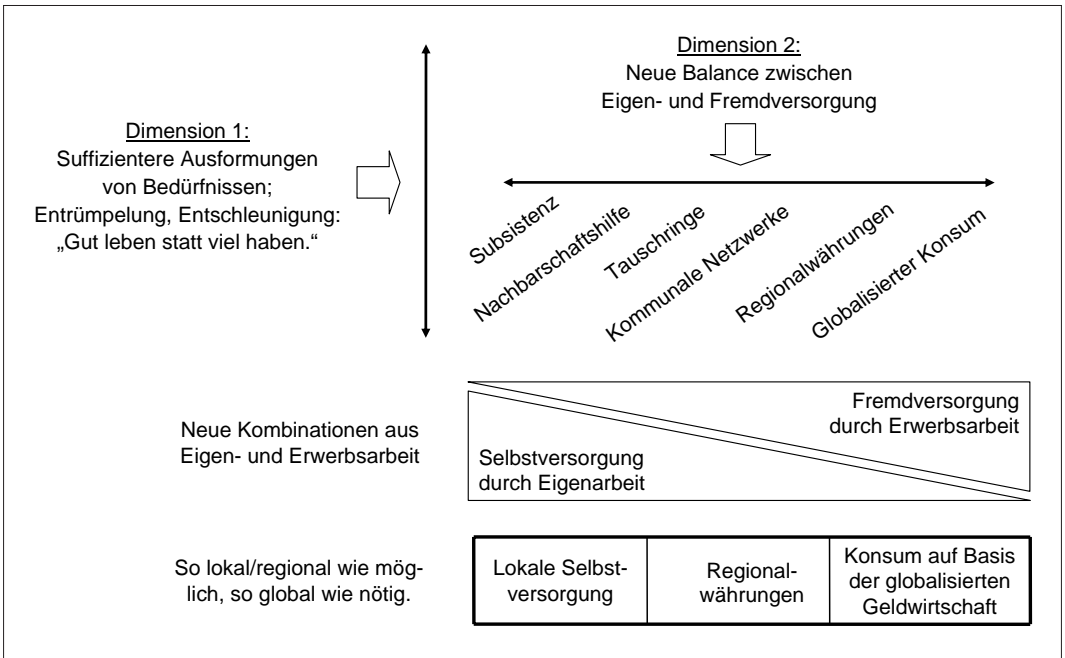 Dimension 1:
Suffizientere Ausformungen
von Bedürfnissen;
Entrümpelung, Entschleunigung:
„Gut leben statt viel haben.“
Dimension 2:
Neue Balance zwischen
Eigen- und Fremdversorgung
Subsistenz
Nachbarschaftshilfe
Tauschringe
Kommunale Netzwerke
Regionalwährungen
Globalisierter Konsum
Neue Kombinationen aus
Eigen- und Erwerbsarbeit
Fremdversorgung
durch Erwerbsarbeit
Selbstversorgung
durch Eigenarbeit
So lokal/regional wie mög-
lich, so global wie nötig.
Lokale Selbst-
versorgung
Regional-
währungen
Konsum auf Basis
der globalisierten
Geldwirtschaft